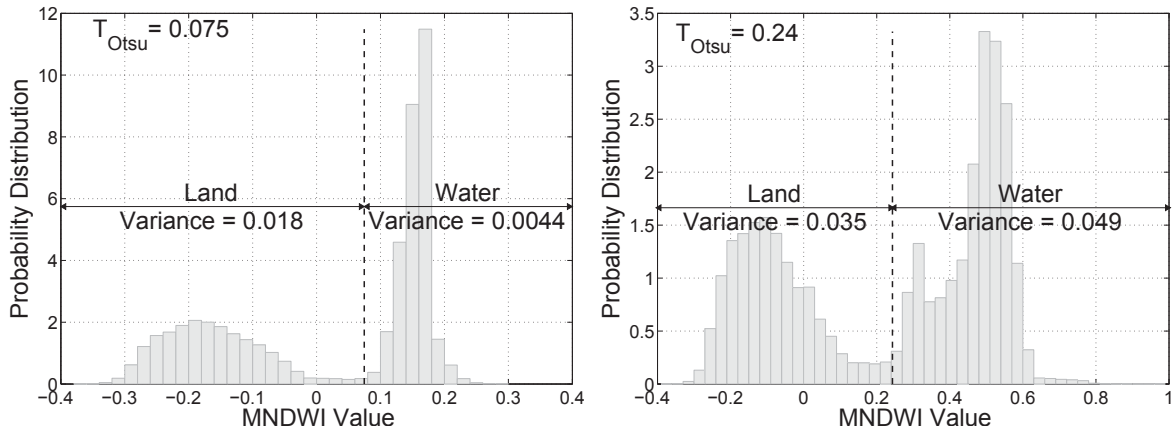 T_Otsu = 0.075
Land
Water
Variance = 0.018
Variance = 0.0044
Probability Distribution
12
10
8
6
4
2
0
−0.4
−0.3
−0.2
−0.1
0
0.1
0.2
0.3
0.4
MNDWI Value
T_Otsu = 0.24
Land
Water
Variance = 0.035
Variance = 0.049
Probability Distribution
3.5
3
2.5
2
1.5
1
0.5
0
−0.4
−0.2
0
0.2
0.4
0.6
0.8
1
MNDWI Value